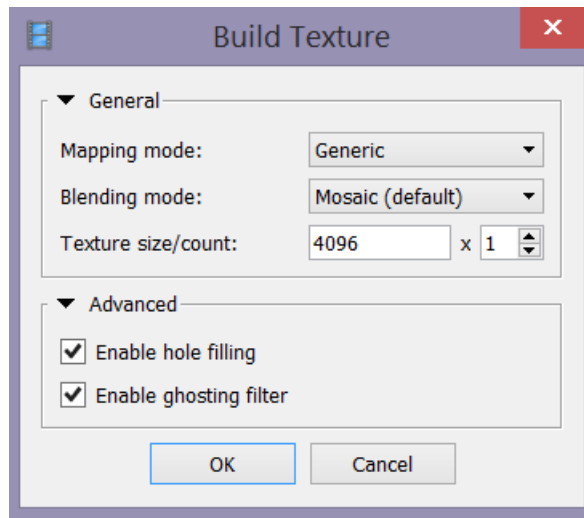 Build Texture
General
Mapping mode: Generic
Blending mode: Mosaic (default)
Texture size/count: 4096 x 1
Advanced
Enable hole filling
Enable ghosting filter
OK Cancel